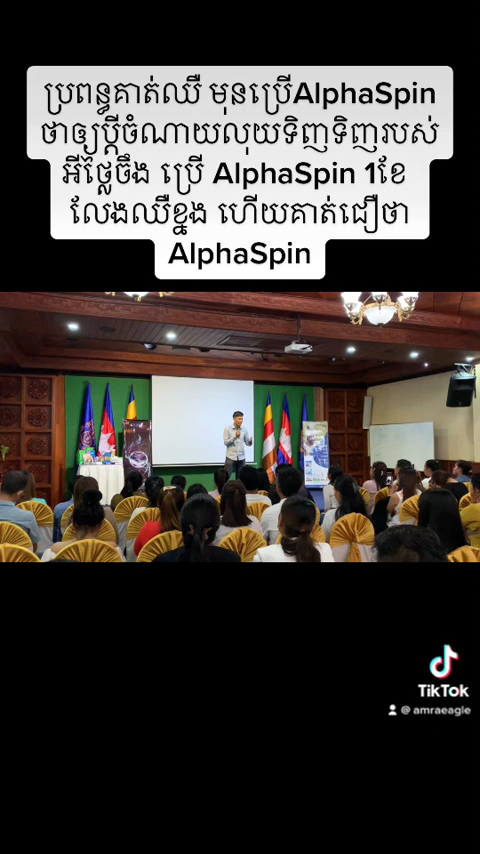 ប្រពន្ធគាត់ឈឺ មុនប្រើAlphaSpin
ថាឲ្យប្ដីចំណាយលុយទិញទិញរបស់
អីថ្លៃចឹង ប្រើ AlphaSpin 1ខែ
លែងឈឺខ្នង ហើយគាត់ជឿថា
AlphaSpin
TikTok
@ amraeagle